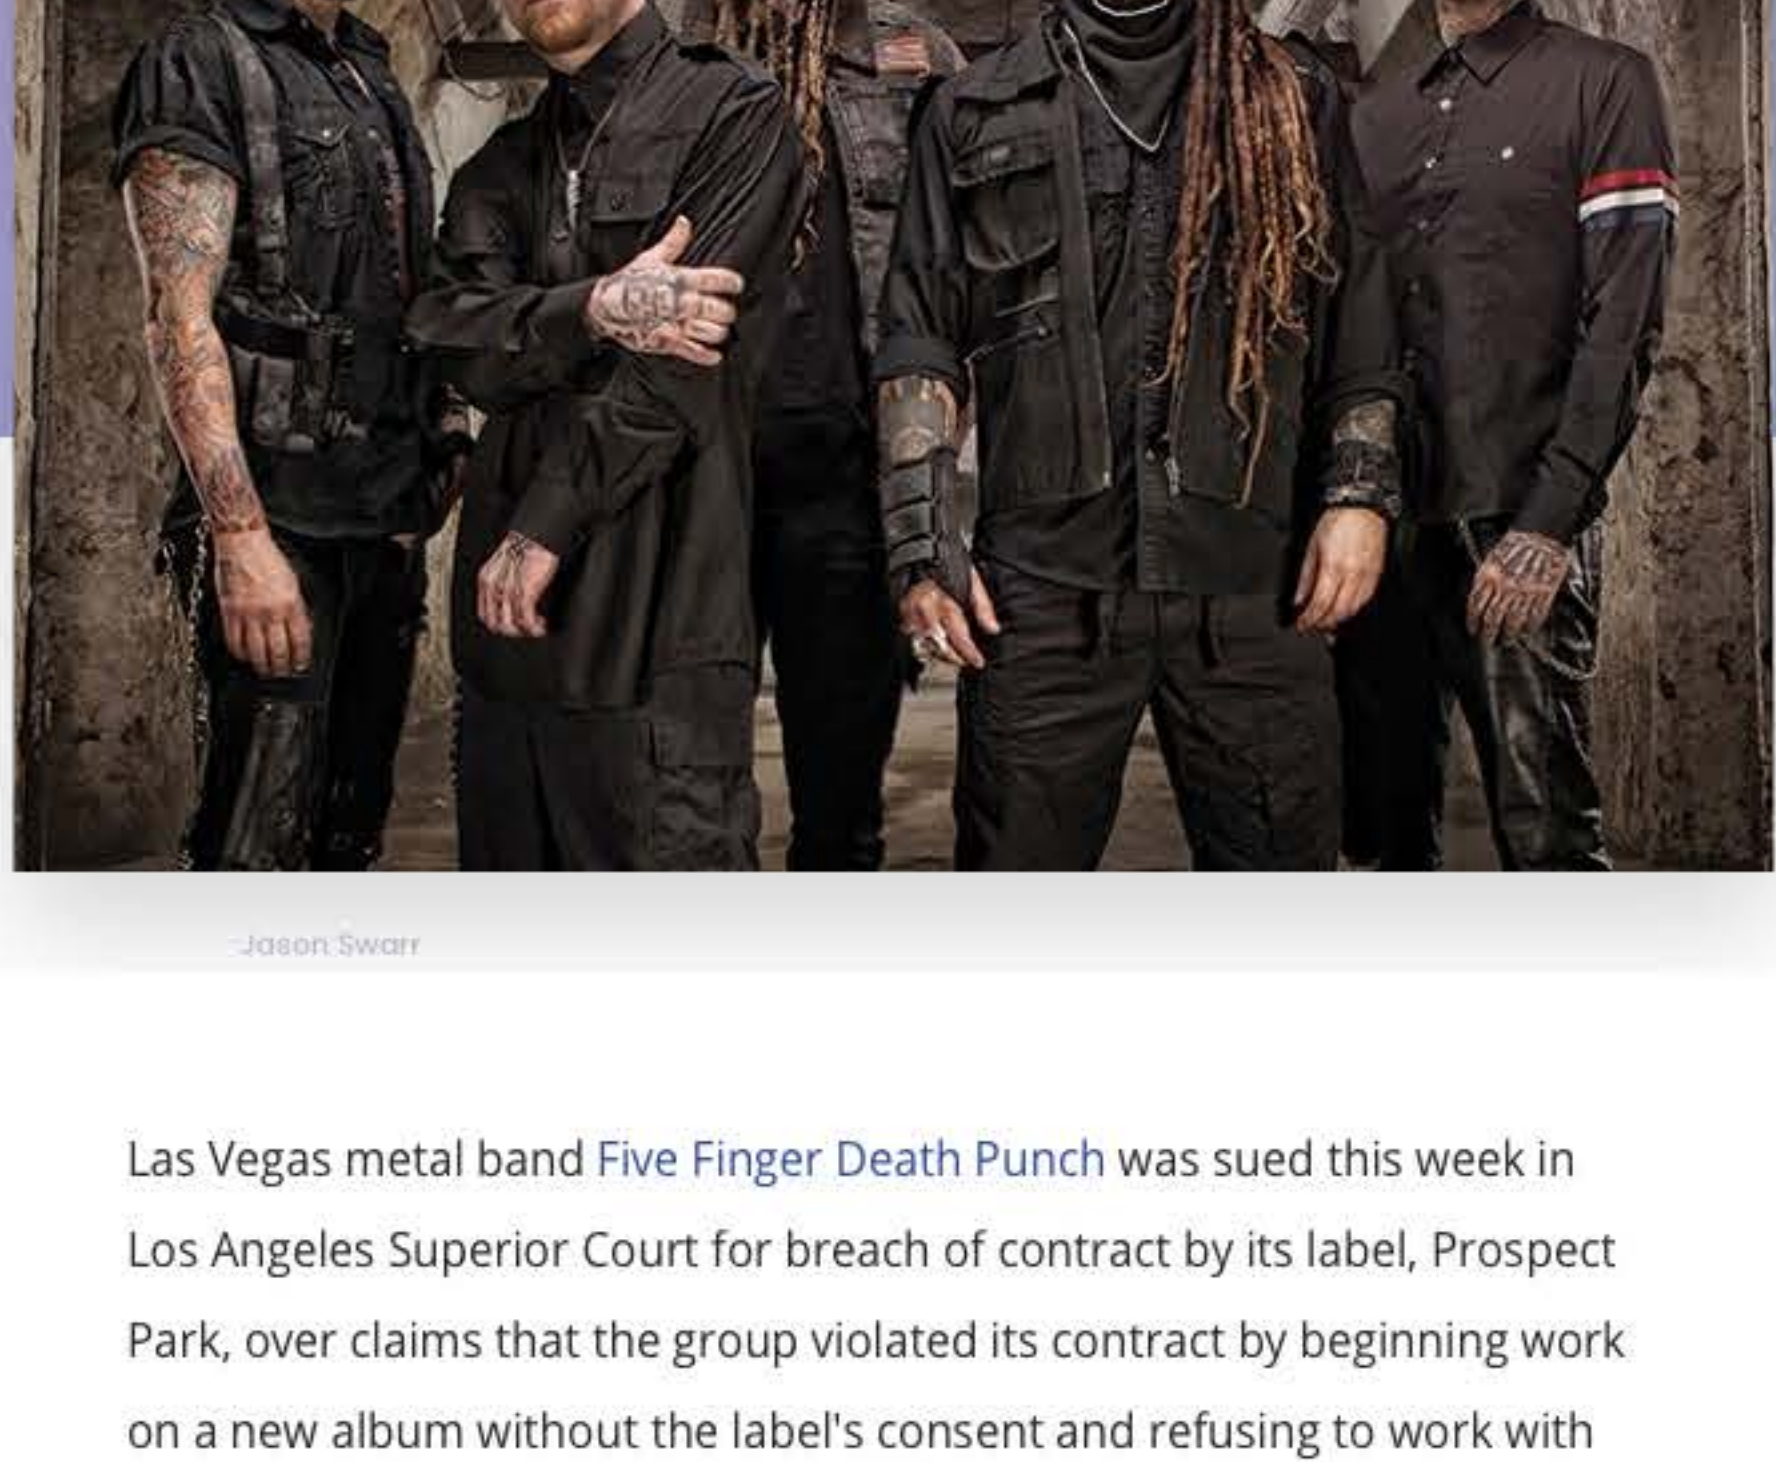 Jason Swarr
Las Vegas metal band Five Finger Death Punch was sued this week in
Los Angeles Superior Court for breach of contract by its label, Prospect
Park, over claims that the group violated its contract by beginning work
on a new album without the label's consent and refusing to work with